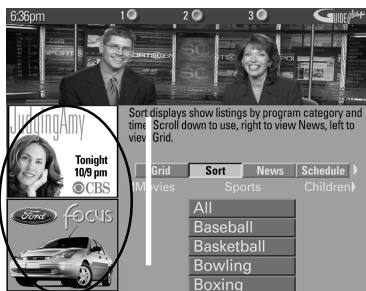 6:36pm
1
2
3
GUIDE Plus+
SPORTSCEN
SC
JudgingAmy
Tonight
10/9 pm
CBS
Ford Focus
Sort displays show listings by program category and
time. Scroll down to use, right to view News, left to
view Grid.
Grid Sort News Schedule
Movies Sports Children
All
Baseball
Basketball
Bowling
Boxing